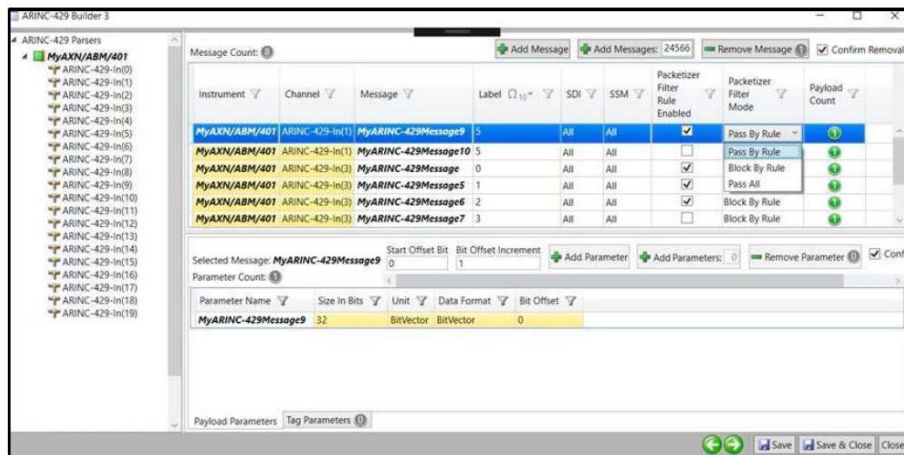 ARINC-429 Builder 3
ARINC-429 Parsers
MyAXN/ABM/401
ARINC-429-In(0)
ARINC-429-In(1)
ARINC-429-In(2)
ARINC-429-In(3)
ARINC-429-In(4)
ARINC-429-In(5)
ARINC-429-In(6)
ARINC-429-In(7)
ARINC-429-In(8)
ARINC-429-In(9)
ARINC-429-In(10)
ARINC-429-In(11)
ARINC-429-In(12)
ARINC-429-In(13)
ARINC-429-In(14)
ARINC-429-In(15)
ARINC-429-In(16)
ARINC-429-In(17)
ARINC-429-In(18)
ARINC-429-In(19)
Message Count: 8 Add Message Add Messages: 24566 Remove Message 1 Confirm Removal
Instrument Channel Message Label Ω10 SDI SSM Packetizer Filter Rule Enabled Packetizer Filter Mode Payload Count
MyAXN/ABM/401 ARINC-429-In(1) MyARINC-429Message9 5 All All Pass By Rule 1
MyAXN/ABM/401 ARINC-429-In(1) MyARINC-429Message10 5 All All Pass By Rule 1
MyAXN/ABM/401 ARINC-429-In(3) MyARINC-429Message 0 All All Block By Rule 1
MyAXN/ABM/401 ARINC-429-In(3) MyARINC-429Message5 1 All All Pass All 1
MyAXN/ABM/401 ARINC-429-In(3) MyARINC-429Message6 2 All All Block By Rule 1
MyAXN/ABM/401 ARINC-429-In(3) MyARINC-429Message7 3 All All Block By Rule 1
Selected Message: MyARINC-429Message9 Start Offset Bit 0 Bit Offset Increment 1 Add Parameter Add Parameters: 0 Remove Parameter 0 Conf
Parameter Count: 1
Parameter Name Size In Bits Unit Data Format Bit Offset
MyARINC-429Message9 32 BitVector BitVector 0
Payload Parameters Tag Parameters 0
Save Save & Close Close